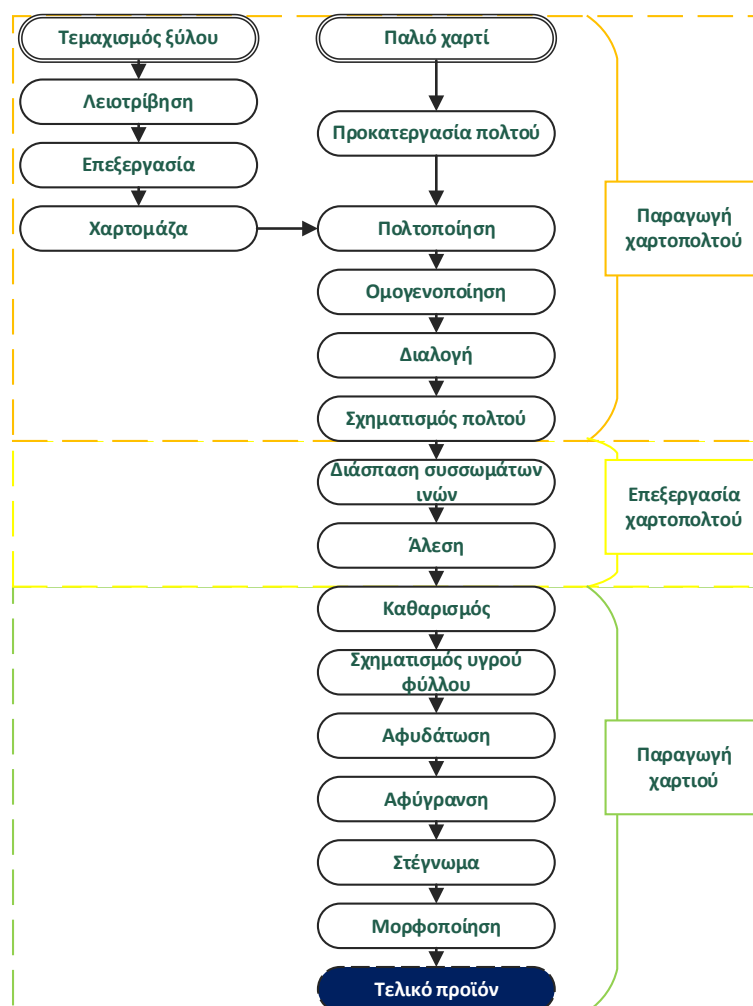 Τεμαχισμός ξύλου
Παλιό χαρτί
Λειοτρίβηση
Προκατεργασία πολτού
Επεξεργασία
Χαρτομάζα
Πολτοποίηση
Παραγωγή
χαρτοπολτού
Ομογενοποίηση
Διαλογή
Σχηματισμός πολτού
Διάσπαση συσσωμάτων
ινών
Επεξεργασία
χαρτοπολτού
Άλεση
Καθαρισμός
Σχηματισμός υγρού
φύλλου
Αφυδάτωση
Παραγωγή
χαρτιού
Αφύγρανση
Στέγνωμα
Μορφοποίηση
Τελικό προϊόν